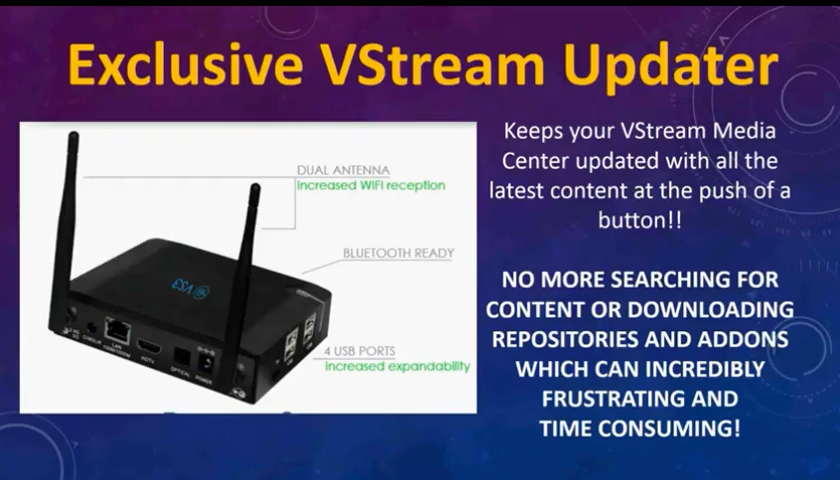 Exclusive VStream Updater
DUAL ANTENNA
increased WIFI reception
BLUETOOTH READY
4 USB PORTS
increased expandability
LAN
HDTV
OPTICAL
POWER
Keeps your VStream Media
Center updated with all the
latest content at the push of a
button!!
NO MORE SEARCHING FOR
CONTENT OR DOWNLOADING
REPOSITORIES AND ADDONS
WHICH CAN INCREDIBLY
FRUSTRATING AND
TIME CONSUMING!